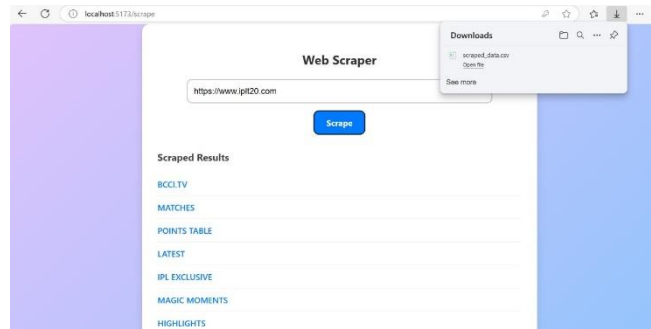 localhost:5173/scrape
Downloads
scraped_data.csv
Open file
See more
Web Scraper
https://www.iplt20.com
Scrape
Scraped Results
BCCI.TV
MATCHES
POINTS TABLE
LATEST
IPL EXCLUSIVE
MAGIC MOMENTS
HIGHLIGHTS